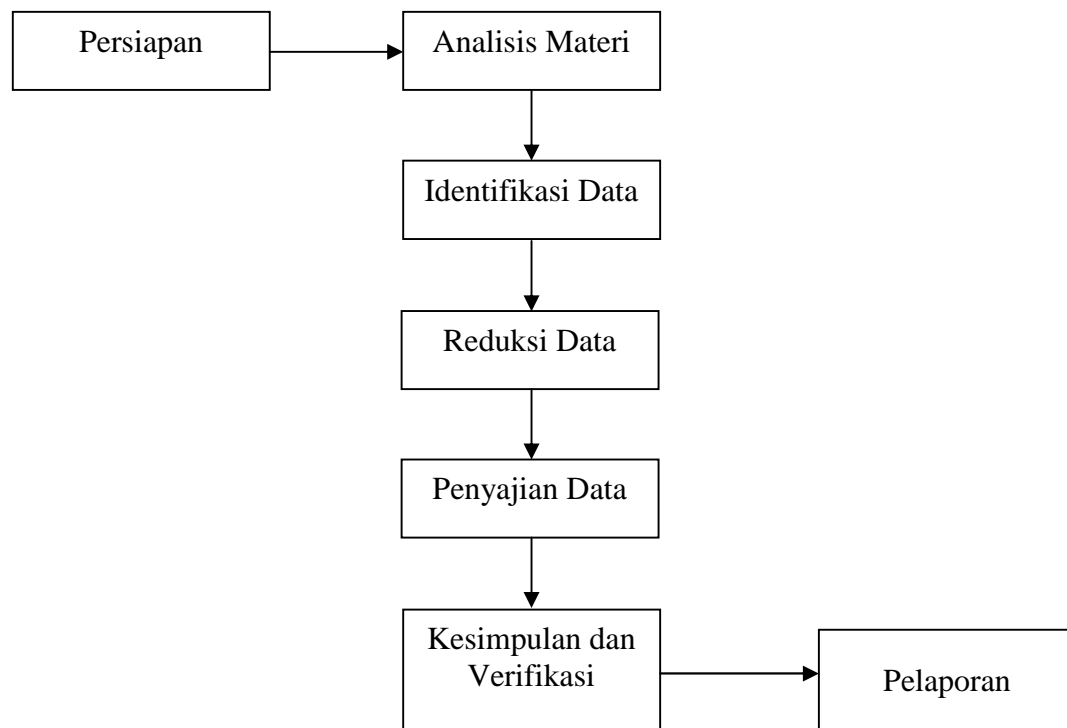 Persiapan
Analisis Materi
Identifikasi Data
Reduksi Data
Penyajian Data
Kesimpulan dan
Verifikasi
Pelaporan